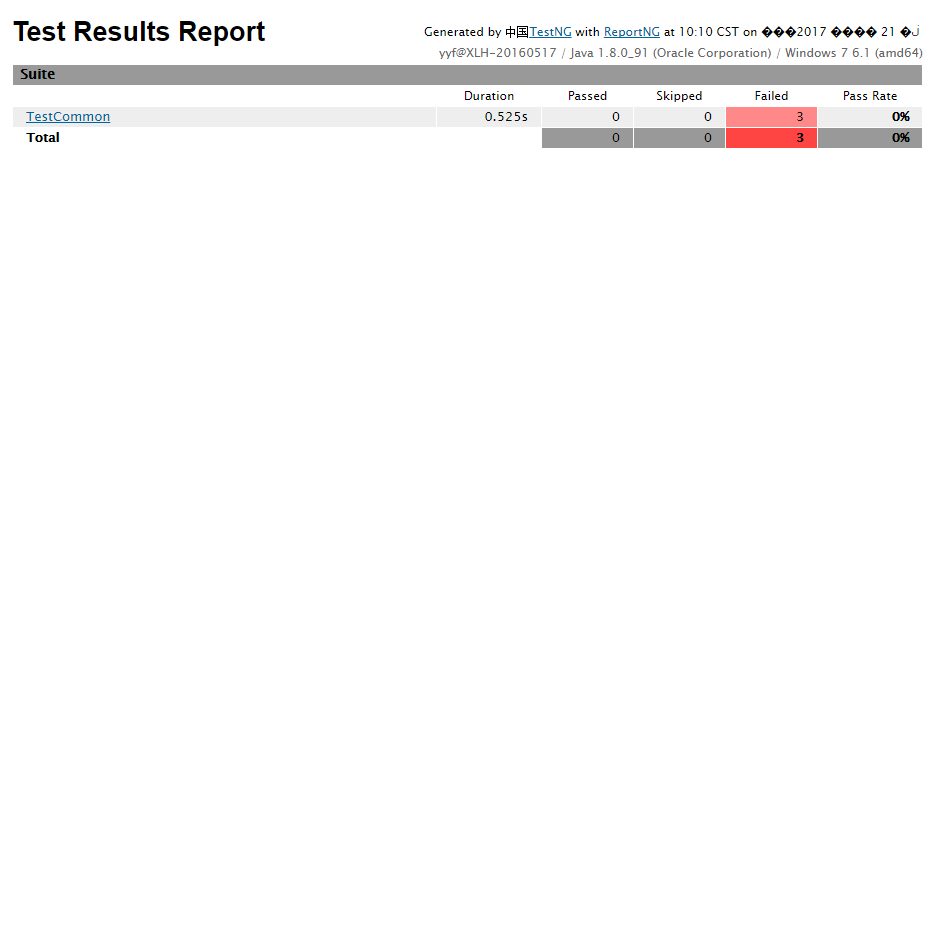 Test Results Report
Generated by 中国TestNG with ReportNG at 10:10 CST on ���2017 ���� 21 �
yyf@XLH-20160517 / Java 1.8.0_91 (Oracle Corporation) / Windows 7 6.1 (amd64)
Suite
Duration Passed Skipped Failed Pass Rate
TestCommon 0.525s 0 0 3 0%
Total 0 0 3 0%